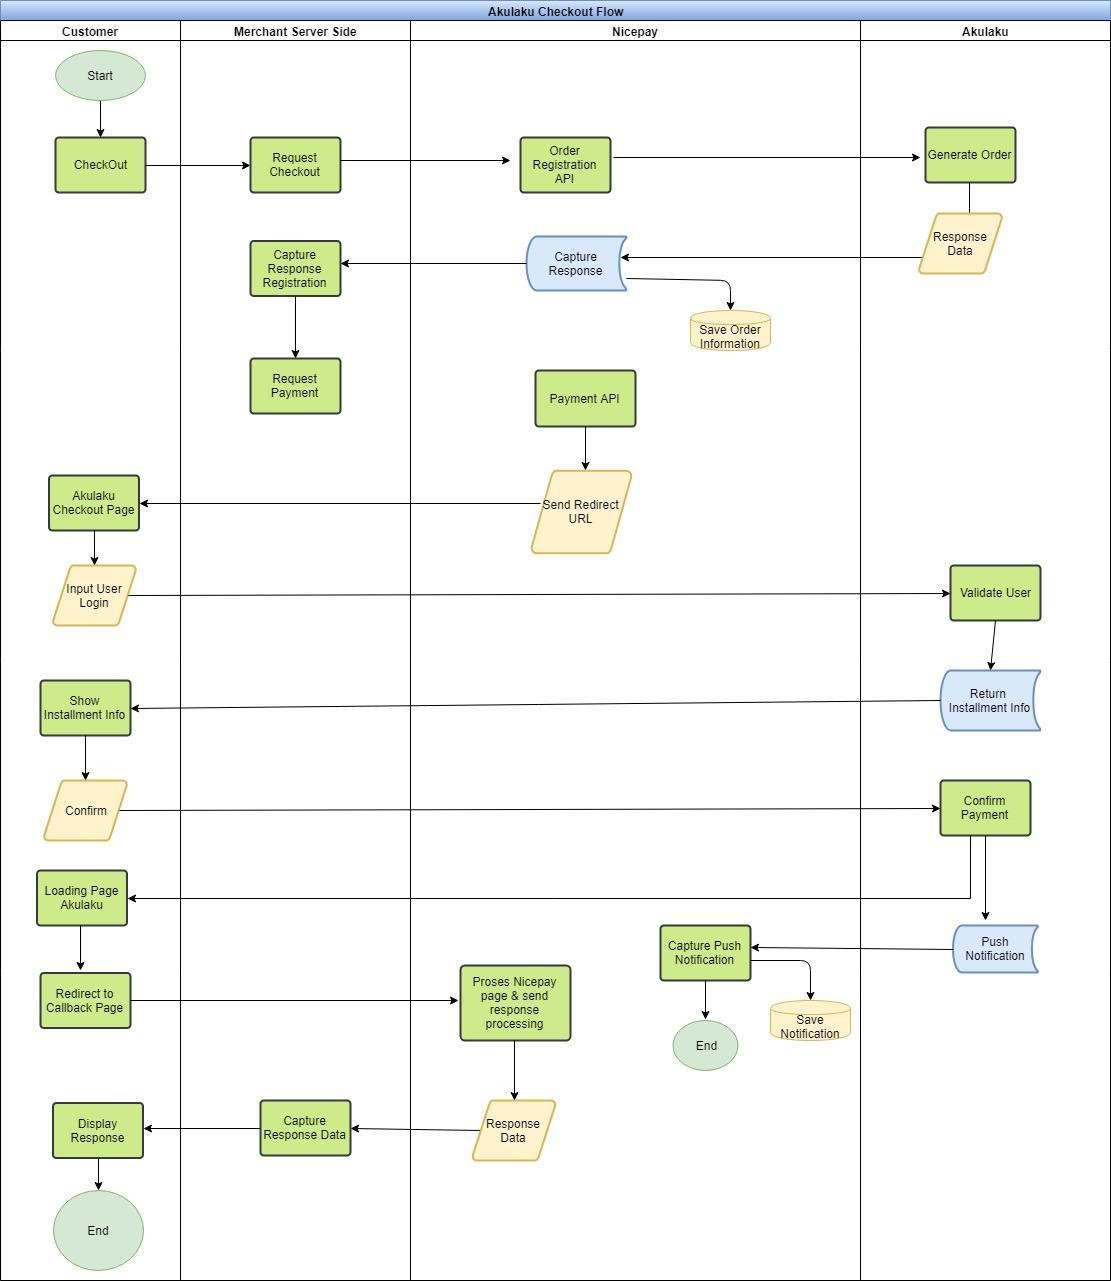 Akulaku Checkout Flow
Customer
Merchant Server Side
Nicepay
Akulaku
Start
CheckOut
Request
Checkout
Order
Registration
API
Generate Order
Capture
Response
Registration
Capture
Response
Response
Data
Save Order
Information
Request
Payment
Payment API
Akulaku
Checkout Page
Send Redirect
URL
Input User
Login
Validate User
Show
Installment Info
Return
Installment Info
Confirm
Confirm
Payment
Loading Page
Akulaku
Capture Push
Notification
Push
Notification
Redirect to
Callback Page
Proses Nicepay
page & send
response
processing
Save
Notification
End
Display
Response
Capture
Response Data
Response
Data
End